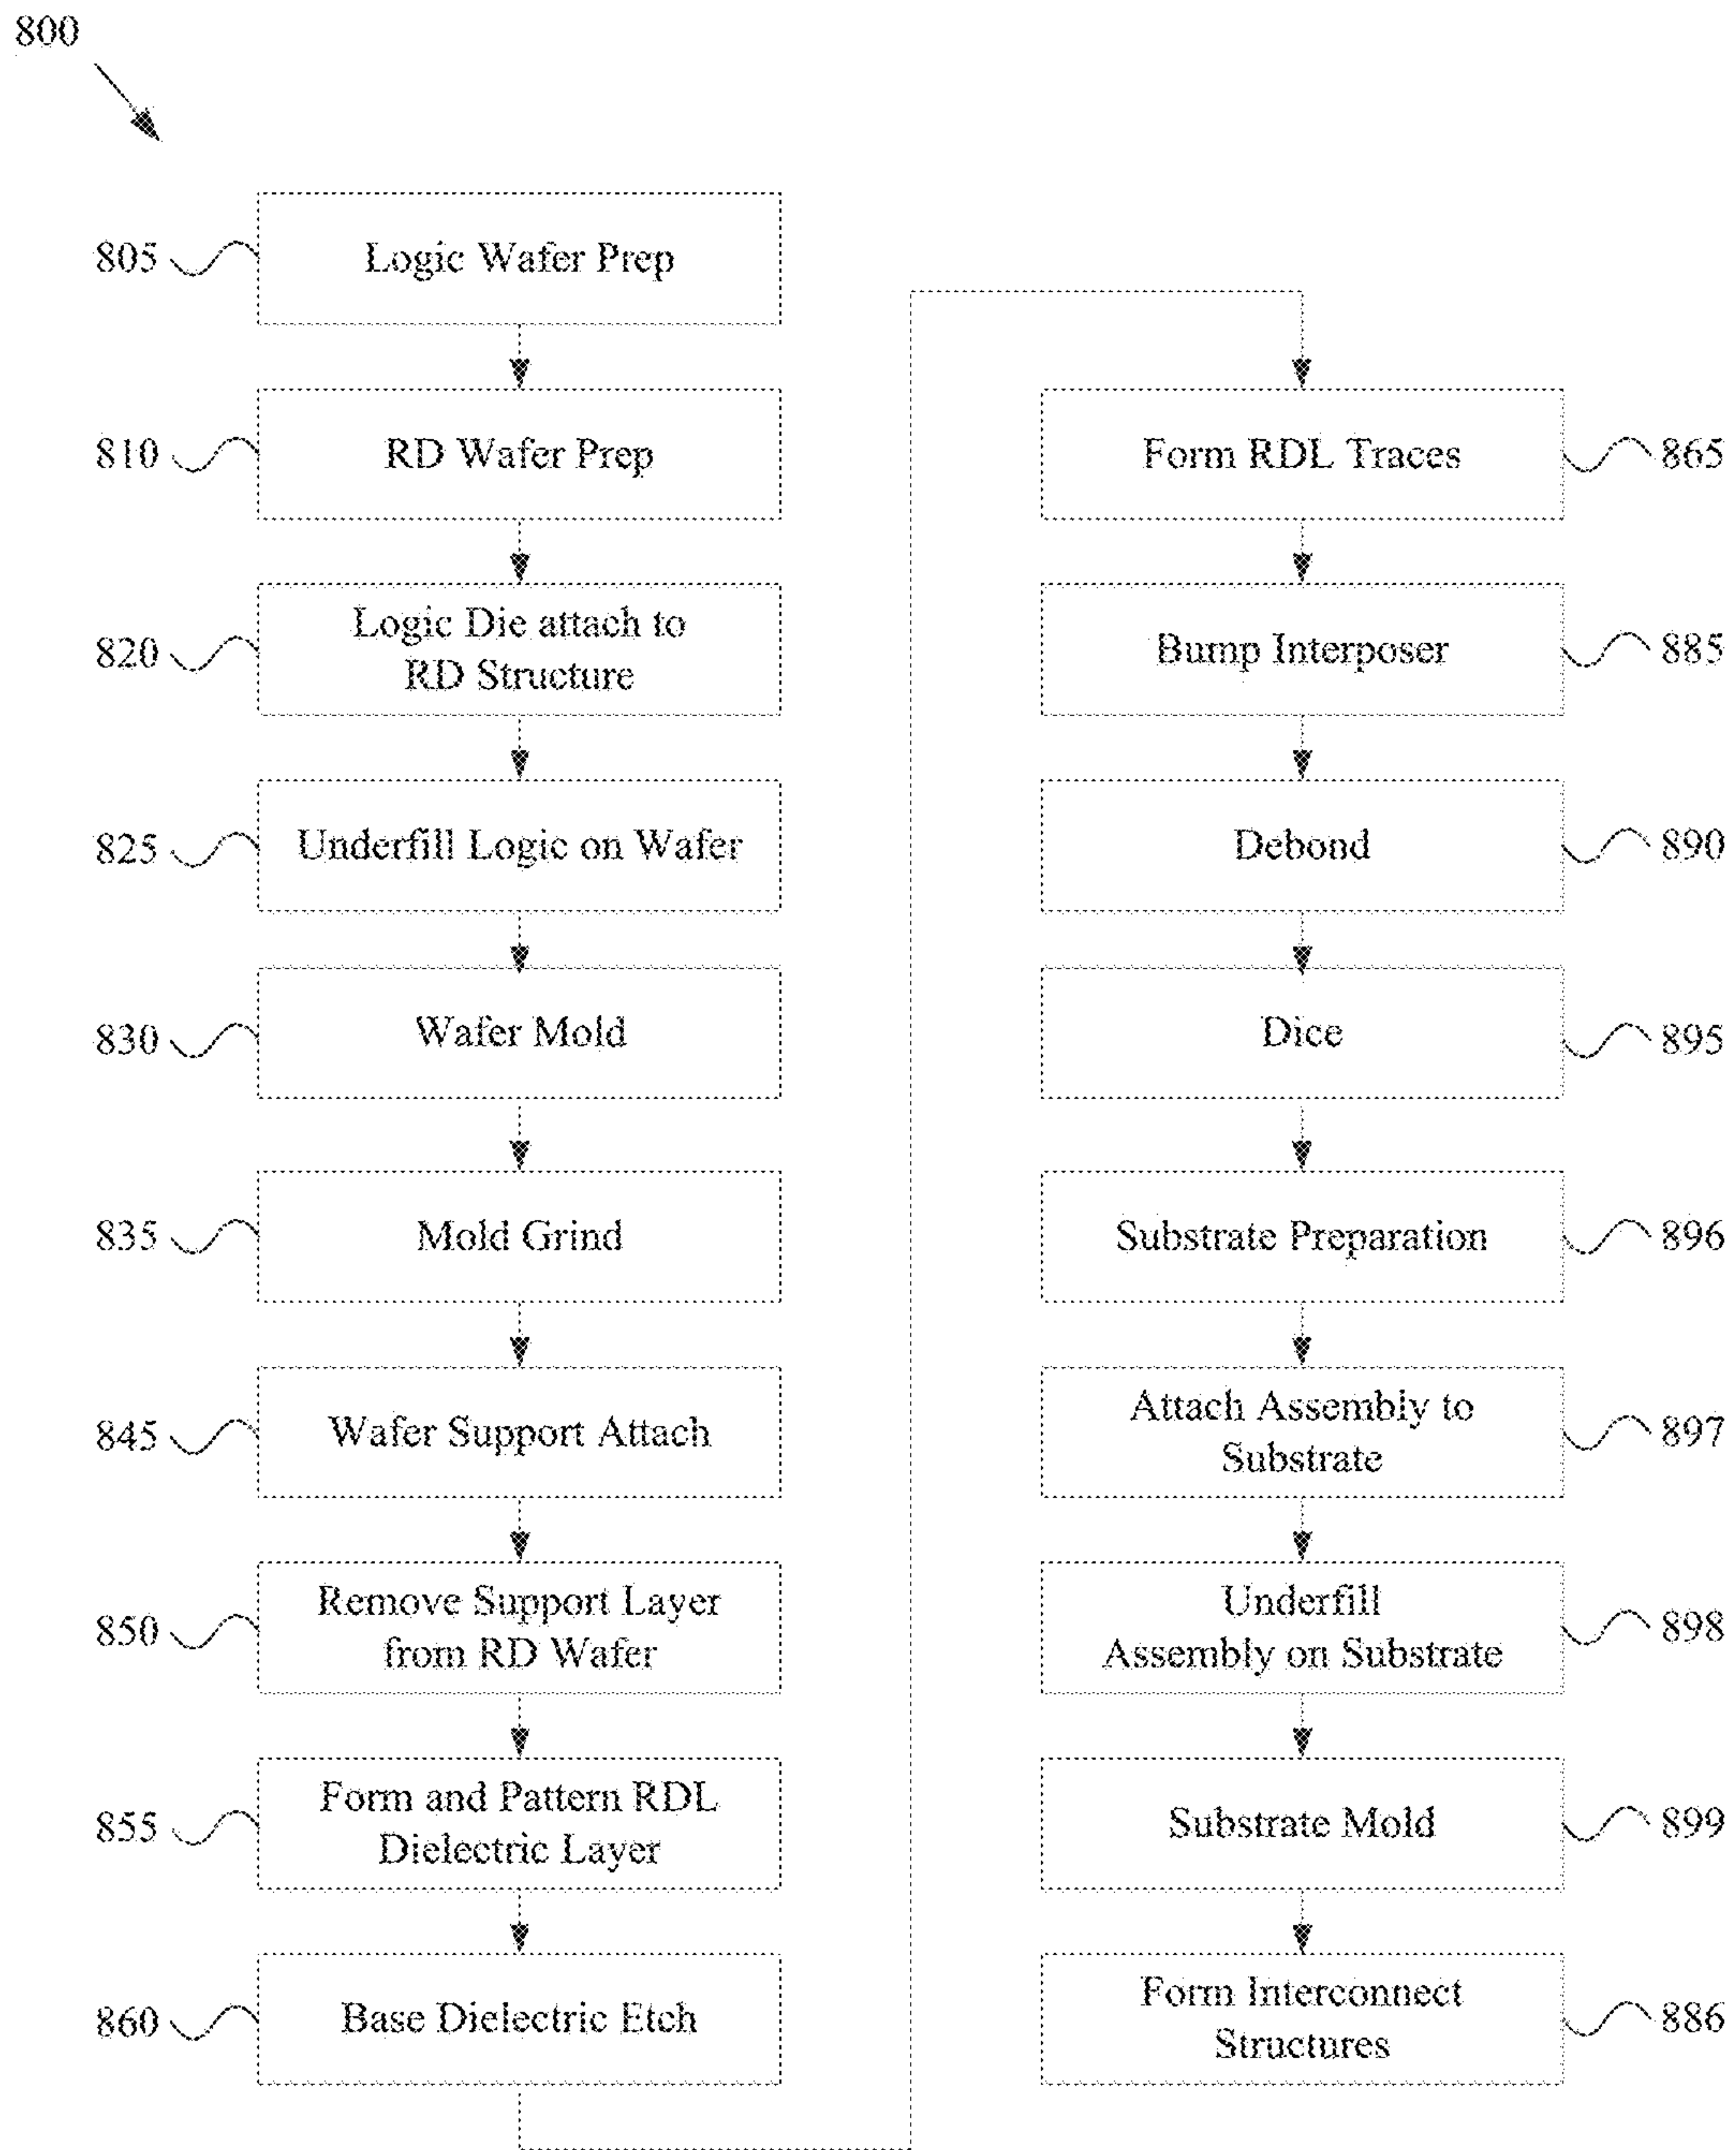 800
805
Logic Wafer Prep
810
RD Wafer Prep
820
Logic Die attach to
RD Structure
825
Underfill Logic on Wafer
830
Wafer Mold
835
Mold Grind
845
Wafer Support Attach
850
Remove Support Layer
from RD Wafer
855
Form and Pattern RDL
Dielectric Layer
860
Base Dielectric Etch
Form RDL Traces
865
Bump Interposer
885
Debond
890
Dice
895
Substrate Preparation
896
Attach Assembly to
Substrate
897
Underfill
Assembly on Substrate
898
Substrate Mold
899
Form Interconnect
Structures
886